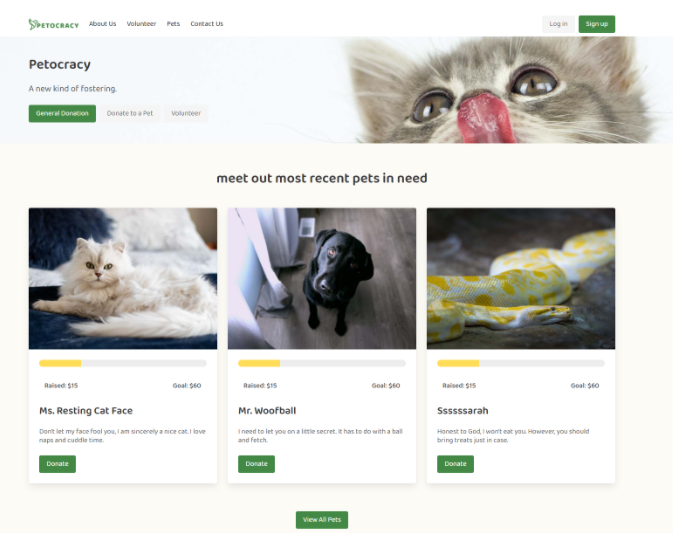 PETOCRACY About Us Volunteer Pets Contact Us Log in Sign up
Petocracy
A new kind of fostering.
General Donation Donate to a Pet Volunteer
meet out most recent pets in need
Raised: $15 Goal: $60 Raised: $15 Goal: $60 Raised: $15 Goal: $60
Ms. Resting Cat Face
Don't let my face fool you, I am sincerely a nice cat. I love
naps and cuddle time.
Donate
Mr. Woofball
I need to let you on a little secret. It has to do with a ball
and fetch.
Donate
Ssssssarah
Honest to God, I won't eat you. However, you should
bring treats just in case.
Donate
View All Pets